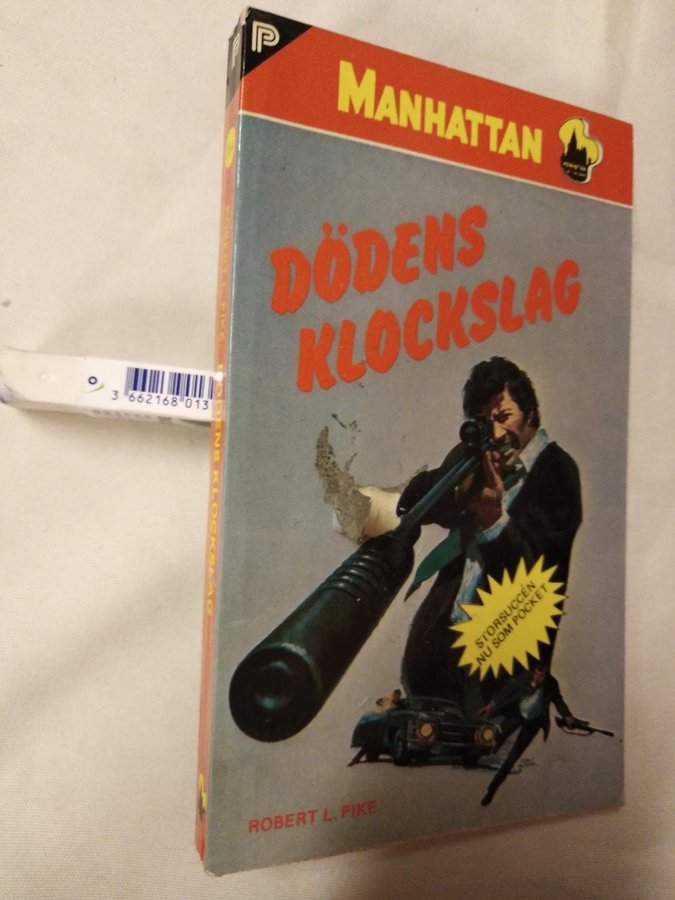 P
MANHATTAN
DÖDENS
KLOCKSLAG
STORSUCCÉN
NU SOM POCKET
ROBERT L. PIKE
DÖDENS KLOCKSLAG
3 662168 013